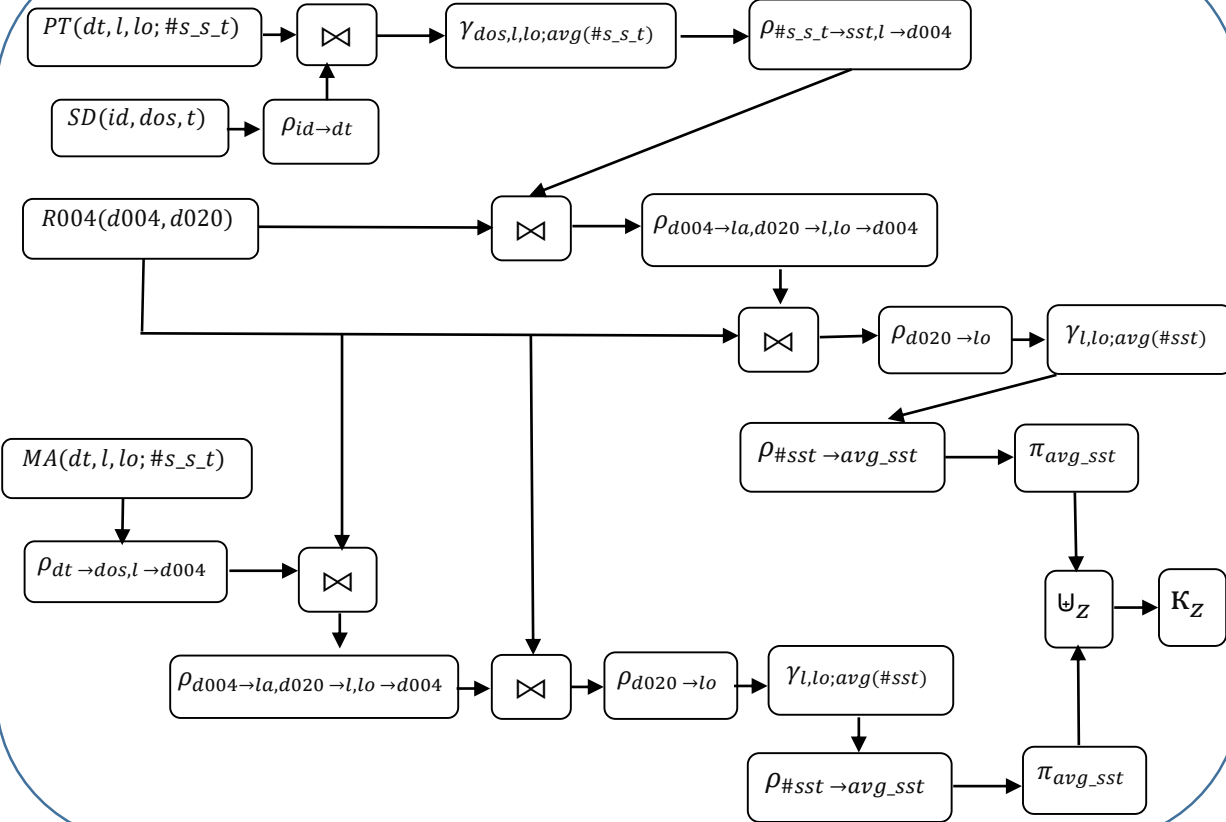 PT(dt, l, lo; #s_s_t)
⋈
γdos,l,lo;avg(#s_s_t)
ρ#s_s_t→sst,l →d004
SD(id, dos, t)
ρid→dt
R004(d004, d020)
⋈
ρd004→la,d020 →l,lo →d004
⋈
ρd020 →lo
γl,lo;avg(#sst)
MA(dt, l, lo; #s_s_t)
ρ#sst →avg_sst
πavg_sst
ρdt →dos,l →d004
⋈
⊎Z
KZ
ρd004→la,d020 →l,lo →d004
⋈
ρd020 →lo
γl,lo;avg(#sst)
ρ#sst →avg_sst
πavg_sst